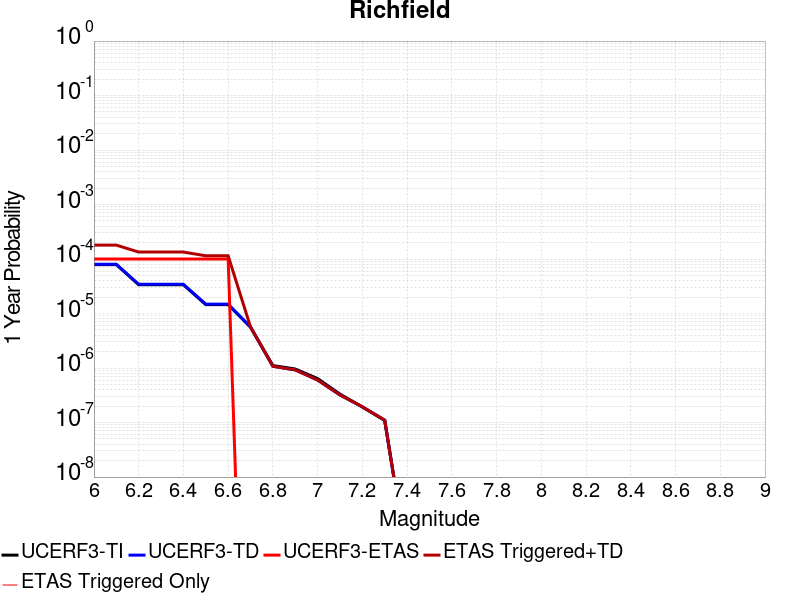 Richfield
10^0
10^-1
10^-2
10^-3
10^-4
10^-5
10^-6
10^-7
10^-8
1 Year Probability
6 6.2 6.4 6.6 6.8 7 7.2 7.4 7.6 7.8 8 8.2 8.4 8.6 8.8 9
Magnitude
UCERF3-TI UCERF3-TD UCERF3-ETAS ETAS Triggered+TD
ETAS Triggered Only